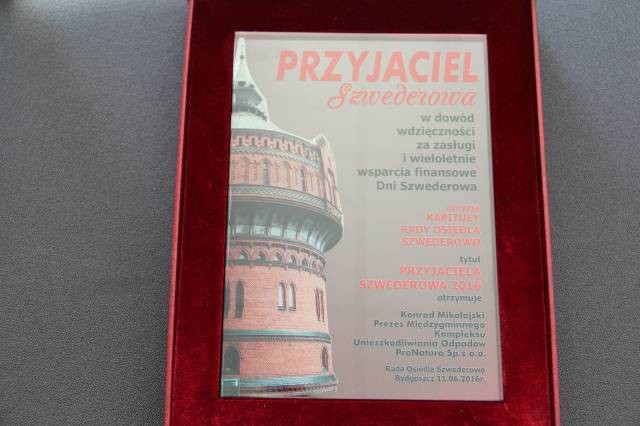 PRZYJACIEL
Szwederowa
w dowód
wdzięczności
za zasługi
i wieloletnie
wsparcia finansowe
Dni Szwederowa
decyzją
KAPITUŁY
RADY OSIEDLA
SZWEDEROWO
tytuł
PRZYJACIELA
SZWEDEROWA 2016
otrzymuje
Konrad Mikołajski
Prezes Międzygminnego
Kompleksu
Unieszkodliwiania Odpadów
ProNatura Sp.z o.o.
Rada Osiedla Szwederowo
Bydgoszcz 11.06.2016r.